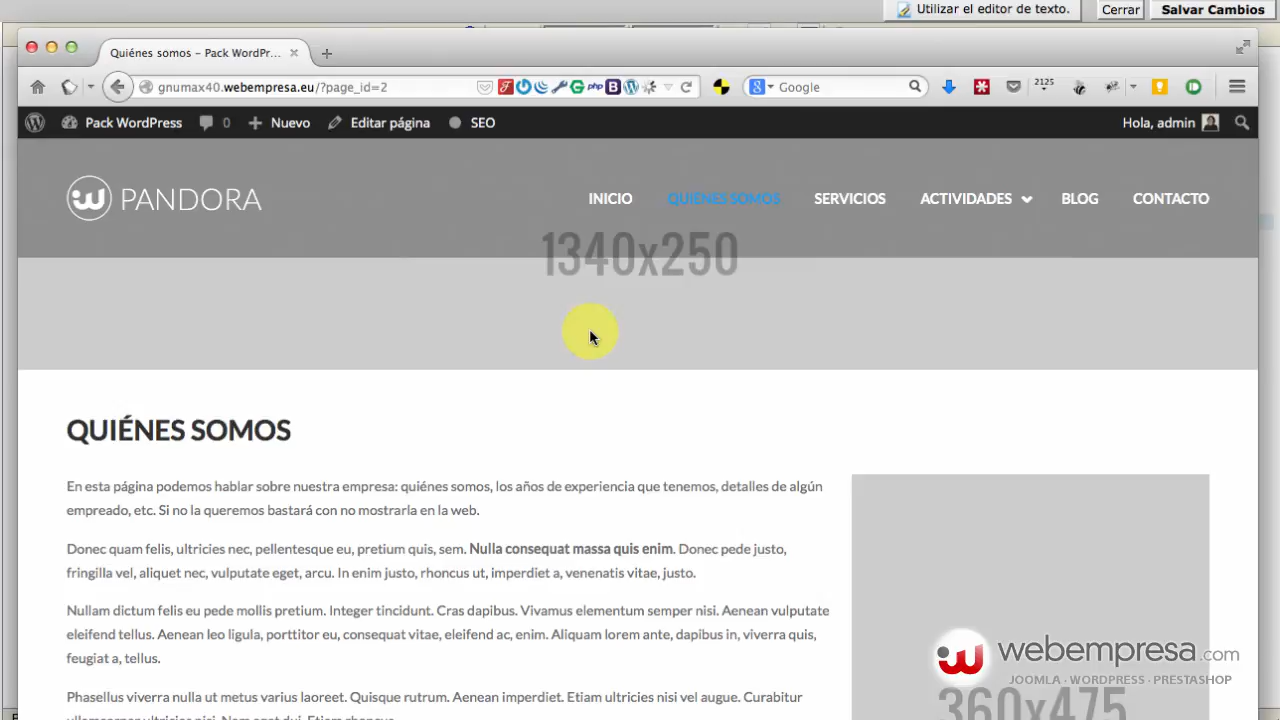 Utilizar el editor de texto. Cerrar Salvar Cambios
Quiénes somos – Pack WordPr...
gnumax40.webempresa.eu/?page_id=2 php B Google 2125
Pack WordPress 0 Nuevo Editar página SEO Hola, admin
PANDORA INICIO QUIENES SOMOS SERVICIOS ACTIVIDADES BLOG CONTACTO
1340x250
QUIÉNES SOMOS
En esta página podemos hablar sobre nuestra empresa: quiénes somos, los años de experiencia que tenemos, detalles de algún
empreado, etc. Si no la queremos bastará con no mostrarla en la web.
Donec quam felis, ultricies nec, pellentesque eu, pretium quis, sem. Nulla consequat massa quis enim. Donec pede justo,
fringilla vel, aliquet nec, vulputate eget, arcu. In enim justo, rhoncus ut, imperdiet a, venenatis vitae, justo.
Nullam dictum felis eu pede mollis pretium. Integer tincidunt. Cras dapibus. Vivamus elementum semper nisi. Aenean vulputate
eleifend tellus. Aenean leo ligula, porttitor eu, consequat vitae, eleifend ac, enim. Aliquam lorem ante, dapibus in, viverra quis,
feugiat a, tellus.
Phasellus viverra nulla ut metus varius laoreet. Quisque rutrum. Aenean imperdiet. Etiam ultricies nisi vel augue. Curabitur
webempresa.com
JOOMLA · WORDPRESS · PRESTASHOP
360x475